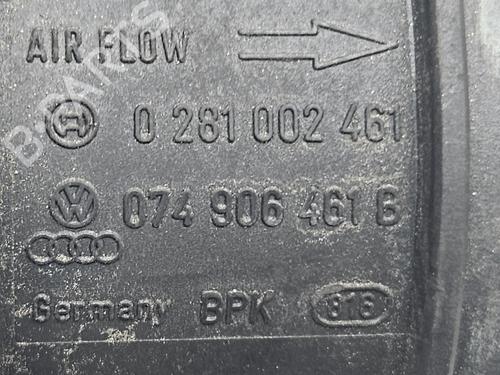 AIR FLOW
0 281 002 461
074 906 461 B
Germany BPK 818